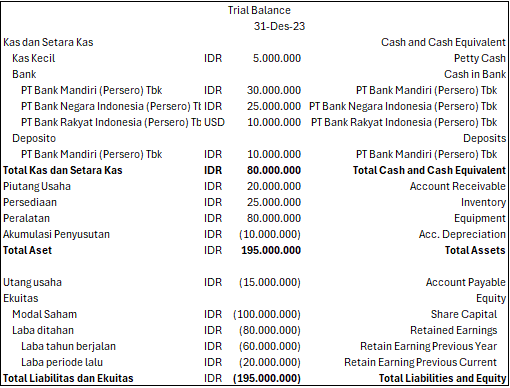 Trial Balance
31-Des-23
Kas dan Setara Kas Cash and Cash Equivalent
Kas Kecil IDR 5.000.000 Petty Cash
Bank Cash in Bank
PT Bank Mandiri (Persero) Tbk IDR 30.000.000 PT Bank Mandiri (Persero) Tbk
PT Bank Negara Indonesia (Persero) Tt IDR 25.000.000 PT Bank Negara Indonesia (Persero) Tbk
PT Bank Rakyat Indonesia (Persero) Tb USD 10.000.000 PT Bank Rakyat Indonesia (Persero) Tbk
Deposito Deposits
PT Bank Mandiri (Persero) Tbk IDR 10.000.000 PT Bank Mandiri (Persero) Tbk
Total Kas dan Setara Kas IDR 80.000.000 Total Cash and Cash Equivalent
Piutang Usaha IDR 20.000.000 Account Receivable
Persediaan IDR 25.000.000 Inventory
Peralatan IDR 80.000.000 Equipment
Akumulasi Penyusutan IDR (10.000.000) Acc. Depreciation
Total Aset IDR 195.000.000 Total Assets
Utang usaha IDR (15.000.000) Account Payable
Ekuitas Equity
Modal Saham IDR (100.000.000) Share Capital
Laba ditahan IDR (80.000.000) Retained Earnings
Laba tahun berjalan IDR (60.000.000) Retain Earning Previous Year
Laba periode lalu IDR (20.000.000) Retain Earning Previous Current
Total Liabilitas dan Ekuitas IDR (195.000.000) Total Liabilities and Equity